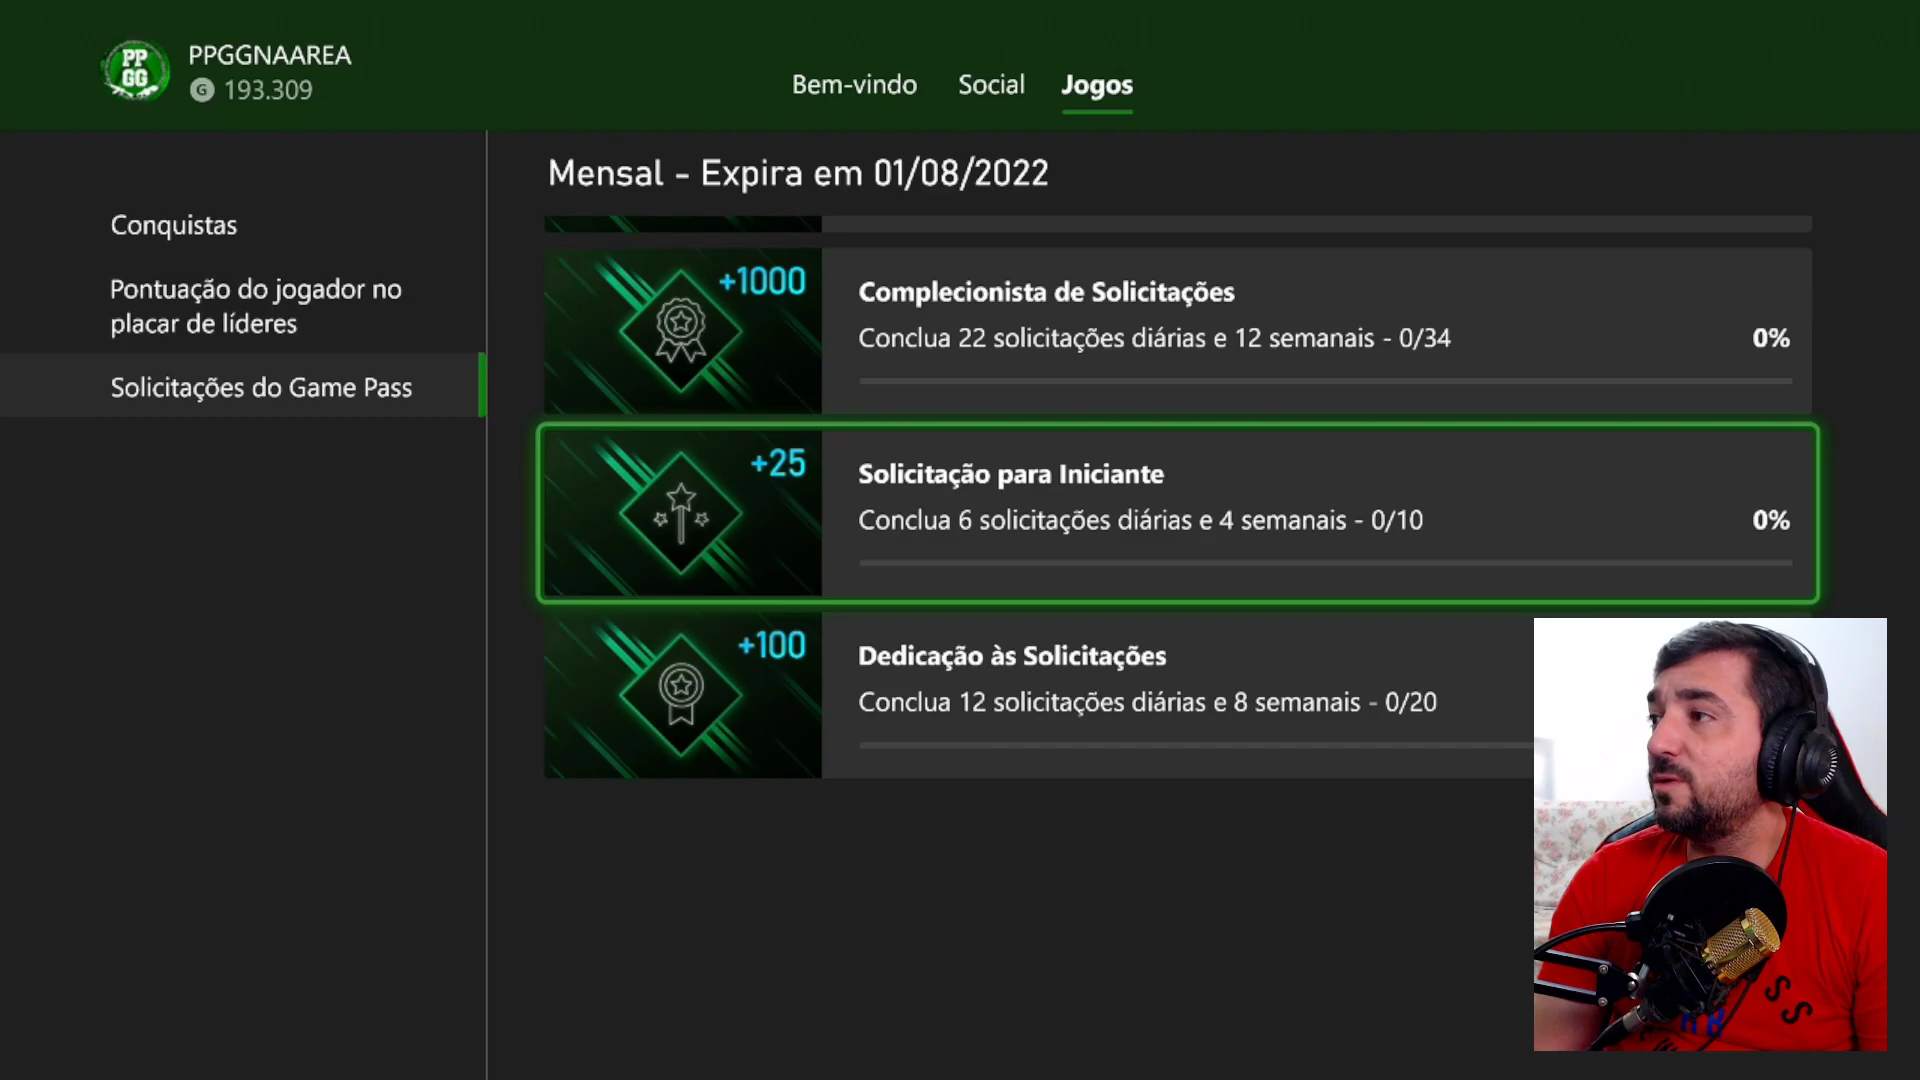 PP
GG
PPGGNAAREA
G 193.309
Bem-vindo
Social
Jogos
Conquistas
Pontuação do jogador no
placar de líderes
Solicitações do Game Pass
Mensal - Expira em 01/08/2022
+1000
Complecionista de Solicitações
Conclua 22 solicitações diárias e 12 semanais - 0/34
0%
+25
Solicitação para Iniciante
Conclua 6 solicitações diárias e 4 semanais - 0/10
0%
+100
Dedicação às Solicitações
Conclua 12 solicitações diárias e 8 semanais - 0/20